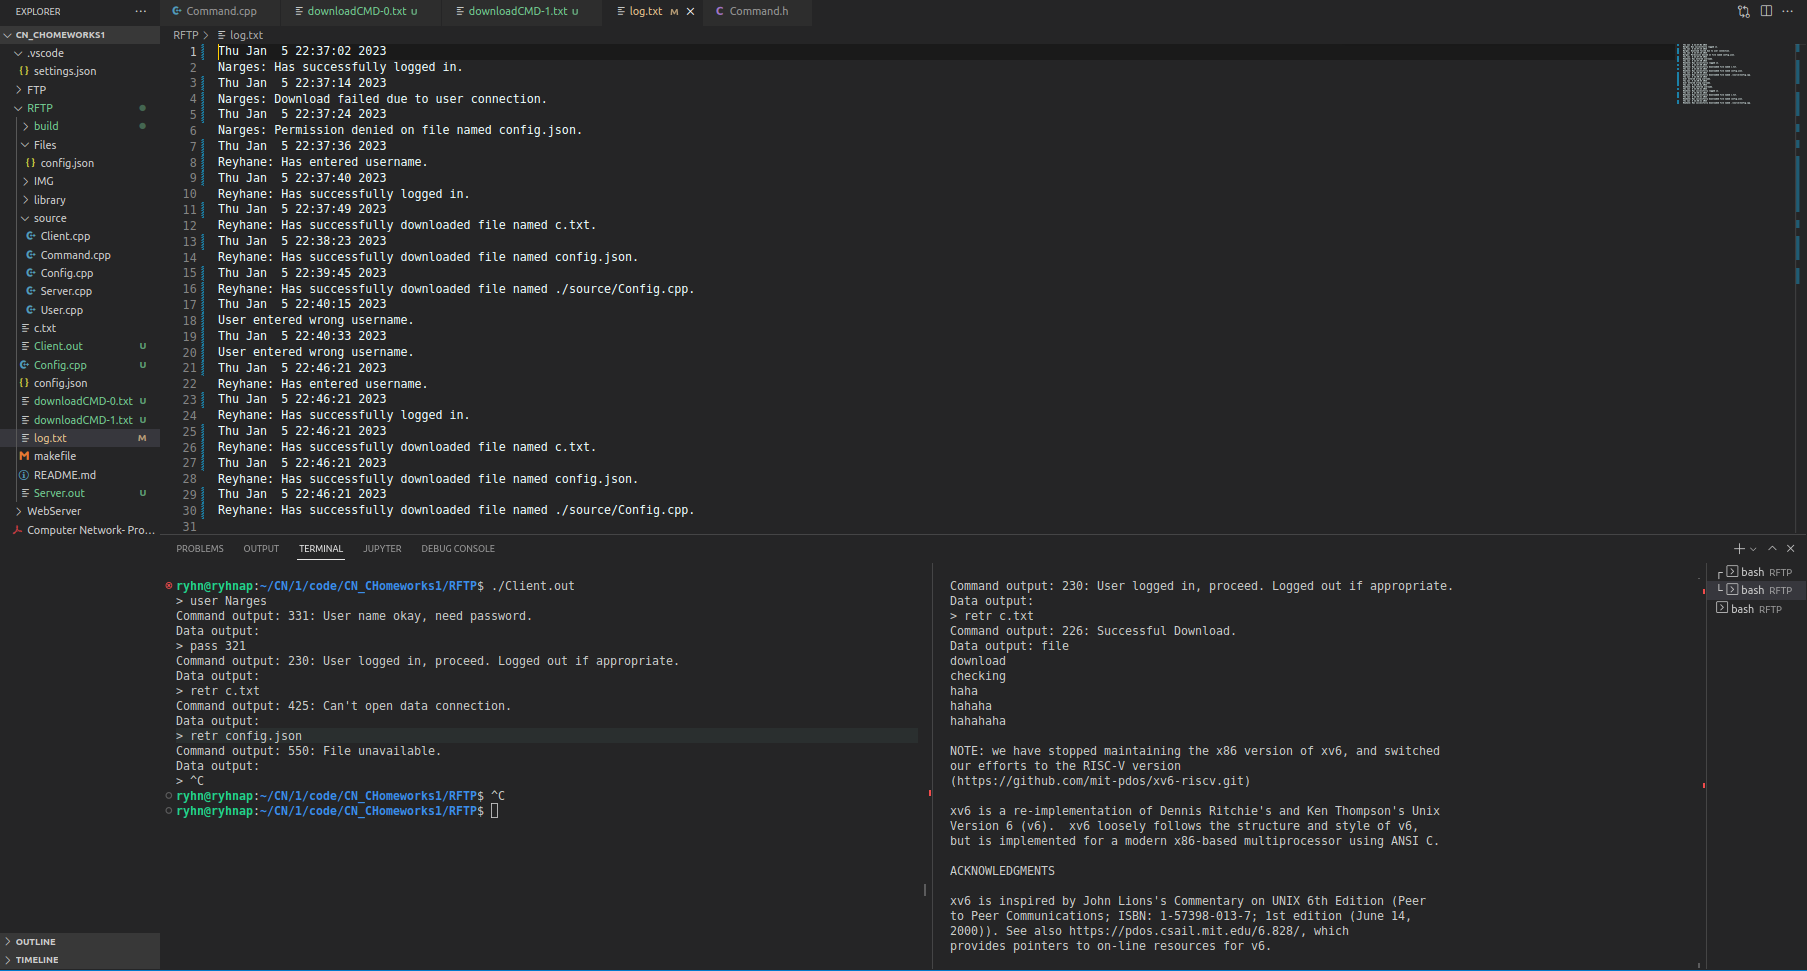 EXPLORER
CN_CHOMEWORKS1
.vscode
settings.json
FTP
RFTP
build
Files
config.json
IMG
library
source
Client.cpp
Command.cpp
Config.cpp
Server.cpp
User.cpp
c.txt
Client.out U
Config.cpp U
config.json
downloadCMD-0.txt U
downloadCMD-1.txt U
log.txt M
makefile
README.md
Server.out U
WebServer
Computer Network- Pro...
OUTLINE
TIMELINE
Command.cpp downloadCMD-0.txt U downloadCMD-1.txt U log.txt M Command.h
RFTP > log.txt
1 Thu Jan  5 22:37:02 2023
2 Narges: Has successfully logged in.
3 Thu Jan  5 22:37:14 2023
4 Narges: Download failed due to user connection.
5 Thu Jan  5 22:37:24 2023
6 Narges: Permission denied on file named config.json.
7 Thu Jan  5 22:37:36 2023
8 Reyhane: Has entered username.
9 Thu Jan  5 22:37:40 2023
10 Reyhane: Has successfully logged in.
11 Thu Jan  5 22:37:49 2023
12 Reyhane: Has successfully downloaded file named c.txt.
13 Thu Jan  5 22:38:23 2023
14 Reyhane: Has successfully downloaded file named config.json.
15 Thu Jan  5 22:39:45 2023
16 Reyhane: Has successfully downloaded file named ./source/Config.cpp.
17 Thu Jan  5 22:40:15 2023
18 User entered wrong username.
19 Thu Jan  5 22:40:33 2023
20 User entered wrong username.
21 Thu Jan  5 22:46:21 2023
22 Reyhane: Has entered username.
23 Thu Jan  5 22:46:21 2023
24 Reyhane: Has successfully logged in.
25 Thu Jan  5 22:46:21 2023
26 Reyhane: Has successfully downloaded file named c.txt.
27 Thu Jan  5 22:46:21 2023
28 Reyhane: Has successfully downloaded file named config.json.
29 Thu Jan  5 22:46:21 2023
30 Reyhane: Has successfully downloaded file named ./source/Config.cpp.
31
PROBLEMS OUTPUT TERMINAL JUPYTER DEBUG CONSOLE
ryhn@ryhnap:~/CN/1/code/CN_CHomeworks1/RFTP$ ./Client.out
> user Narges
Command output: 331: User name okay, need password.
Data output:
> pass 321
Command output: 230: User logged in, proceed. Logged out if appropriate.
Data output:
> retr c.txt
Command output: 425: Can't open data connection.
Data output:
> retr config.json
Command output: 550: File unavailable.
Data output:
> ^C
ryhn@ryhnap:~/CN/1/code/CN_CHomeworks1/RFTP$ ^C
ryhn@ryhnap:~/CN/1/code/CN_CHomeworks1/RFTP$
Command output: 230: User logged in, proceed. Logged out if appropriate.
Data output:
> retr c.txt
Command output: 226: Successful Download.
Data output: file
download
checking
haha
hahaha
hahahaha
NOTE: we have stopped maintaining the x86 version of xv6, and switched
our efforts to the RISC-V version
(https://github.com/mit-pdos/xv6-riscv.git)
xv6 is a re-implementation of Dennis Ritchie's and Ken Thompson's Unix
Version 6 (v6).  xv6 loosely follows the structure and style of v6,
but is implemented for a modern x86-based multiprocessor using ANSI C.
ACKNOWLEDGMENTS
xv6 is inspired by John Lions's Commentary on UNIX 6th Edition (Peer
to Peer Communications; ISBN: 1-57398-013-7; 1st edition (June 14,
2000)). See also https://pdos.csail.mit.edu/6.828/, which
provides pointers to on-line resources for v6.
bash RFTP
bash RFTP
bash RFTP